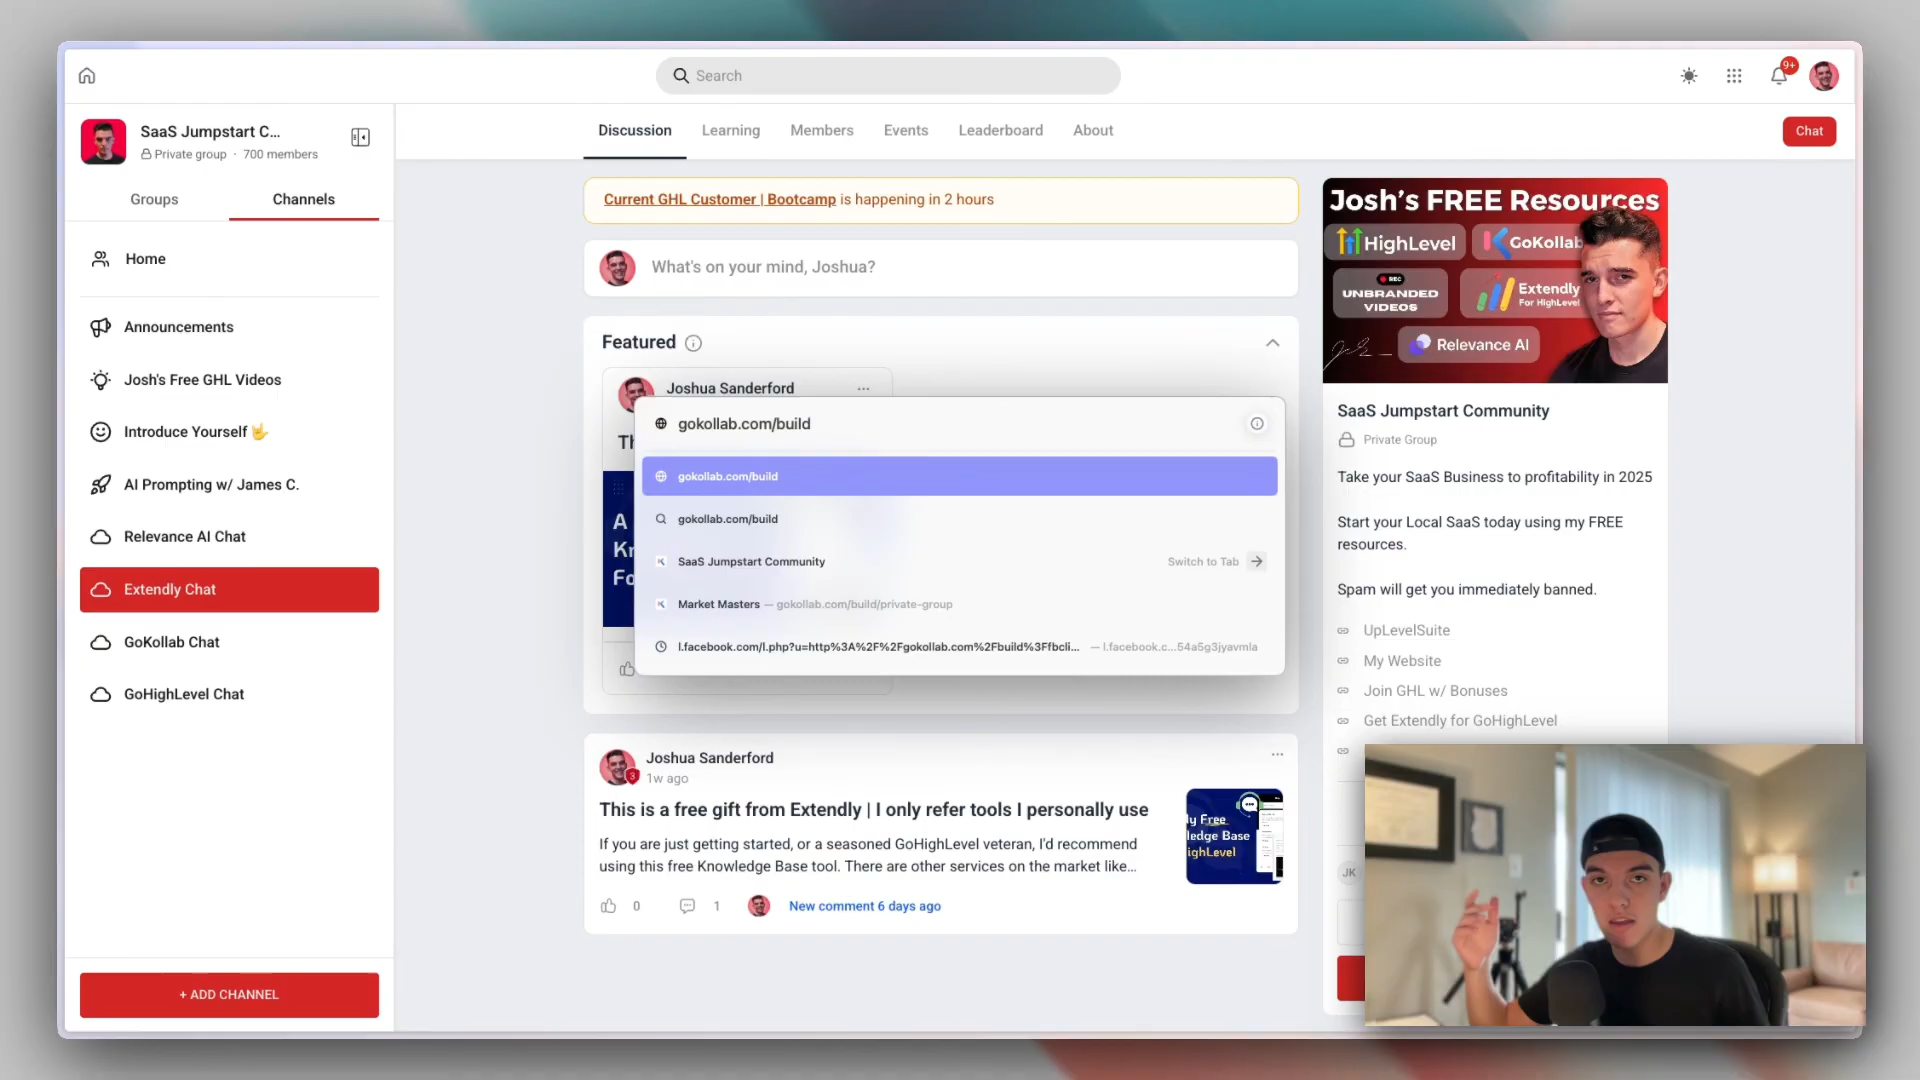 Search
9+
SaaS Jumpstart C...
Private group · 700 members
Groups
Channels
Home
Announcements
Josh's Free GHL Videos
Introduce Yourself 🤟
AI Prompting w/ James C.
Relevance AI Chat
Extendly Chat
GoKollab Chat
GoHighLevel Chat
+ ADD CHANNEL
Discussion
Learning
Members
Events
Leaderboard
About
Chat
Current GHL Customer | Bootcamp is happening in 2 hours
What's on your mind, Joshua?
Featured
Joshua Sanderford
gokollab.com/build
gokollab.com/build
gokollab.com/build
SaaS Jumpstart Community
Switch to Tab
Market Masters — gokollab.com/build/private-group
l.facebook.com/l.php?u=http%3A%2F%2Fgokollab.com%2Fbuild%3Ffbcli... — l.facebook.c...54a5g3jyavmla
Joshua Sanderford
3
1w ago
This is a free gift from Extendly | I only refer tools I personally use
If you are just getting started, or a seasoned GoHighLevel veteran, I'd recommend
using this free Knowledge Base tool. There are other services on the market like...
0
1
New comment 6 days ago
ly Free
ledge Base
ighLevel
Josh's FREE Resources
HighLevel
GoKollab
REC
UNBRANDED
VIDEOS
Extendly
For HighLevel
Relevance AI
SaaS Jumpstart Community
Private Group
Take your SaaS Business to profitability in 2025
Start your Local SaaS today using my FREE
resources.
Spam will get you immediately banned.
UpLevelSuite
My Website
Join GHL w/ Bonuses
Get Extendly for GoHighLevel
JK